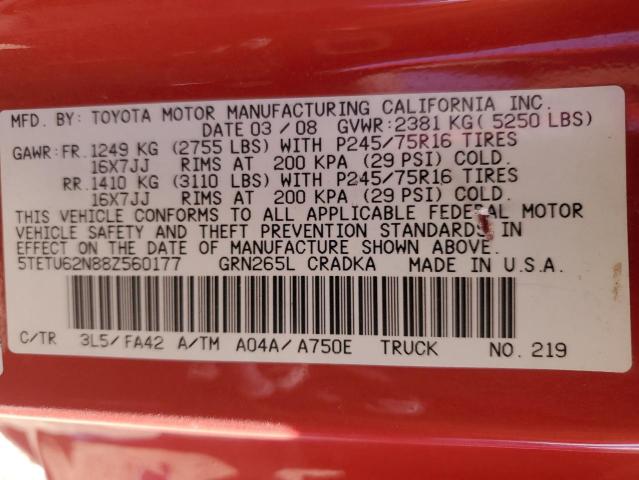 MFD. BY: TOYOTA MOTOR MANUFACTURING CALIFORNIA INC.
DATE 03 / 08 GVWR: 2381 KG ( 5250 LBS)
GAWR: FR. 1249 KG (2755 LBS) WITH P245/75R16 TIRES
16X7JJ RIMS AT 200 KPA (29 PSI) COLD.
RR. 1410 KG (3110 LBS) WITH P245/75R16 TIRES
16X7JJ RIMS AT 200 KPA (29 PSI) COLD.
THIS VEHICLE CONFORMS TO ALL APPLICABLE FEDERAL MOTOR
VEHICLE SAFETY AND THEFT PREVENTION STANDARDS IN
EFFECT ON THE DATE OF MANUFACTURE SHOWN ABOVE.
5TETU62N88Z560177 GRN265L CRADKA MADE IN U.S.A.
C/TR 3L5/ FA42 A/TM A04A/ A750E TRUCK NO. 219